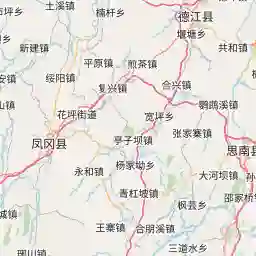 土溪镇
楠杆乡
德江县
堰塘乡
新建镇
共和镇
平原镇
煎茶镇
绥阳镇
复兴镇
合兴镇
鹦鹉溪镇
花坪街道
宽坪乡
张家寨镇
凤冈县
亭子坝镇
思南
杨家坳乡
永和镇
大河坝镇
青杠坡镇
枫芸乡
邵家桥镇
王寨镇
合朋溪镇
三道水乡